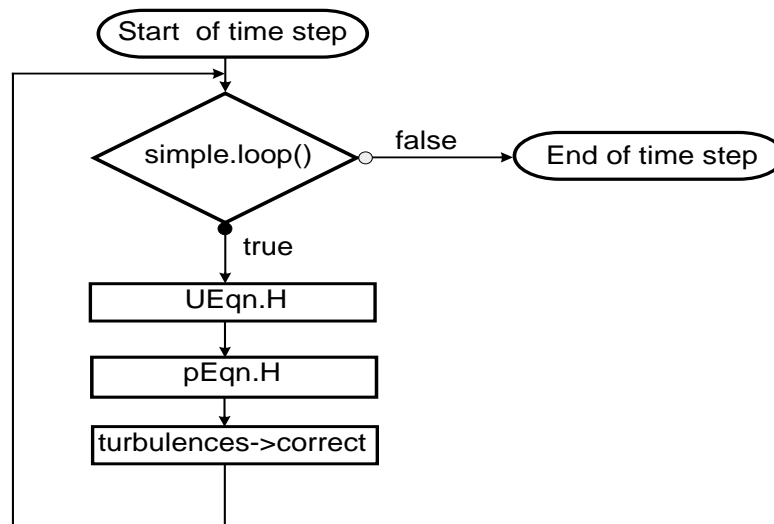 Start of time step
simple.loop()
false
End of time step
true
UEqn.H
pEqn.H
turbulences->correct